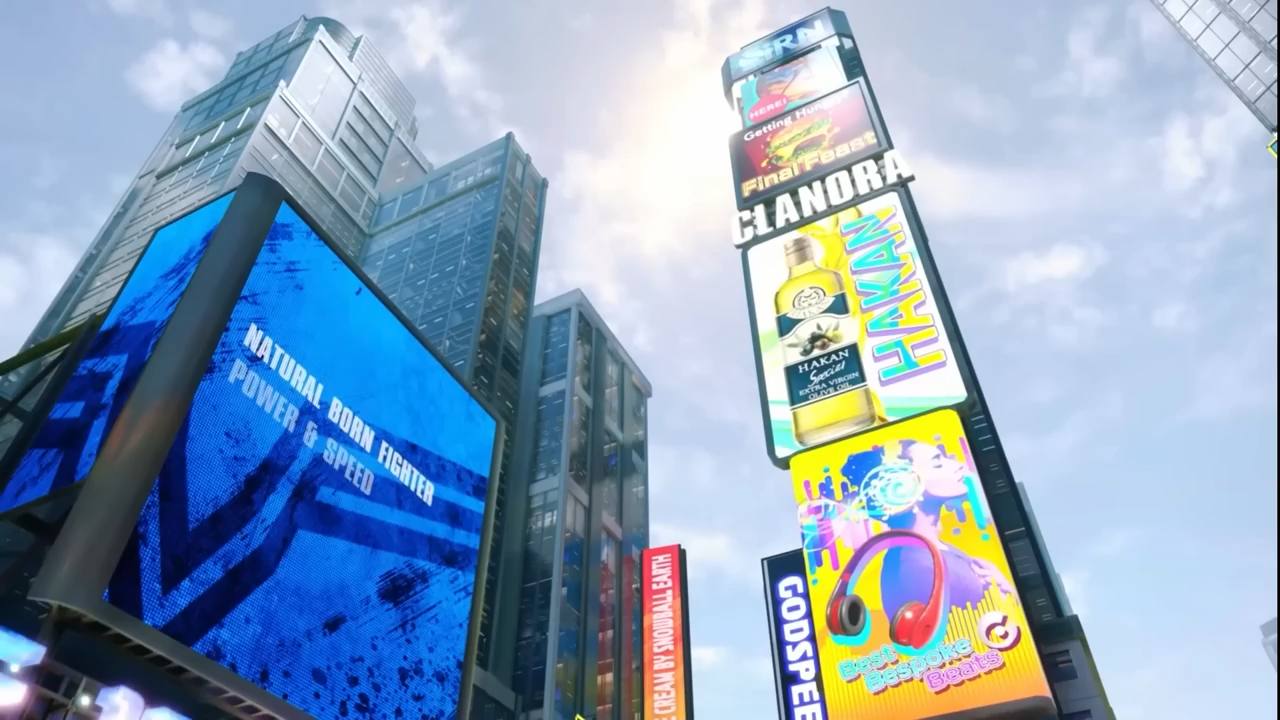 NATURAL BORN FIGHTER
POWER & SPEED
SRN
HERE!
Getting Hungry?
Final Feast
CLANORA
HAKAN
HAKAN
Special
EXTRA VIRGIN
OLIVE OIL
CREAM BY SNOWBALL EARTH
GODSPEE
Best
Bespoke
Beats